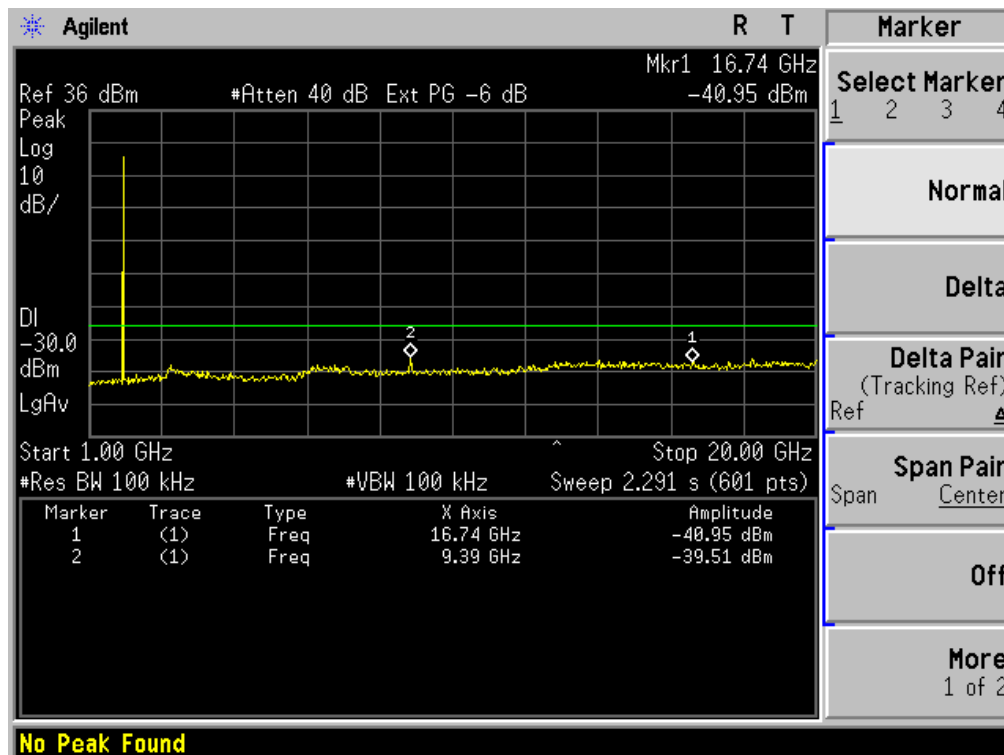 Agilent
R T
Marker
Mkr1 16.74 GHz
Ref 36 dBm #Atten 40 dB Ext PG -6 dB -40.95 dBm
Peak
Log
10
dB/
DI
-30.0
dBm
LgAv
2
1
Start 1.00 GHz ^ Stop 20.00 GHz
#Res BW 100 kHz #VBW 100 kHz Sweep 2.291 s (601 pts)
Marker Trace Type X Axis Amplitude
1 (1) Freq 16.74 GHz -40.95 dBm
2 (1) Freq 9.39 GHz -39.51 dBm
Select Marker
1 2 3 4
Normal
Delta
Delta Pair
(Tracking Ref)
Ref Δ
Span Pair
Span Center
Off
More
1 of 2
No Peak Found